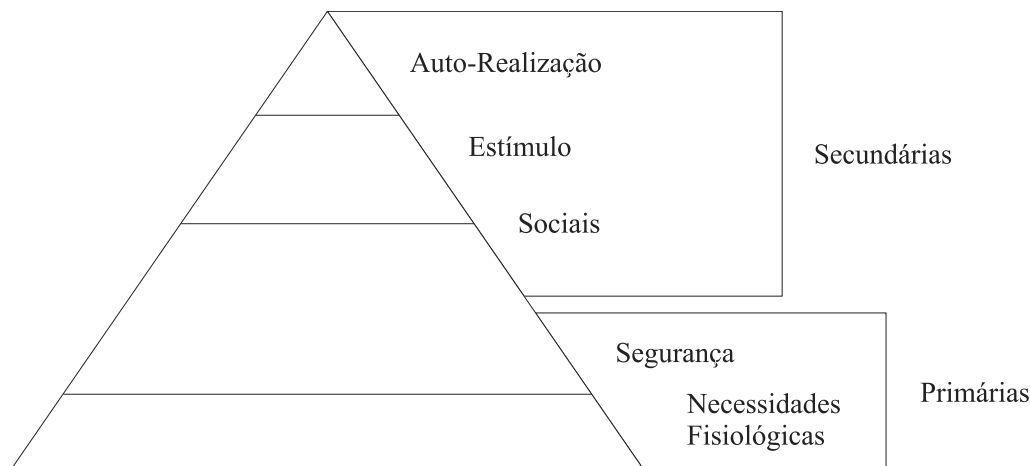 Auto-Realização
Estímulo
Secundárias
Sociais
Segurança
Primárias
Necessidades
Fisiológicas